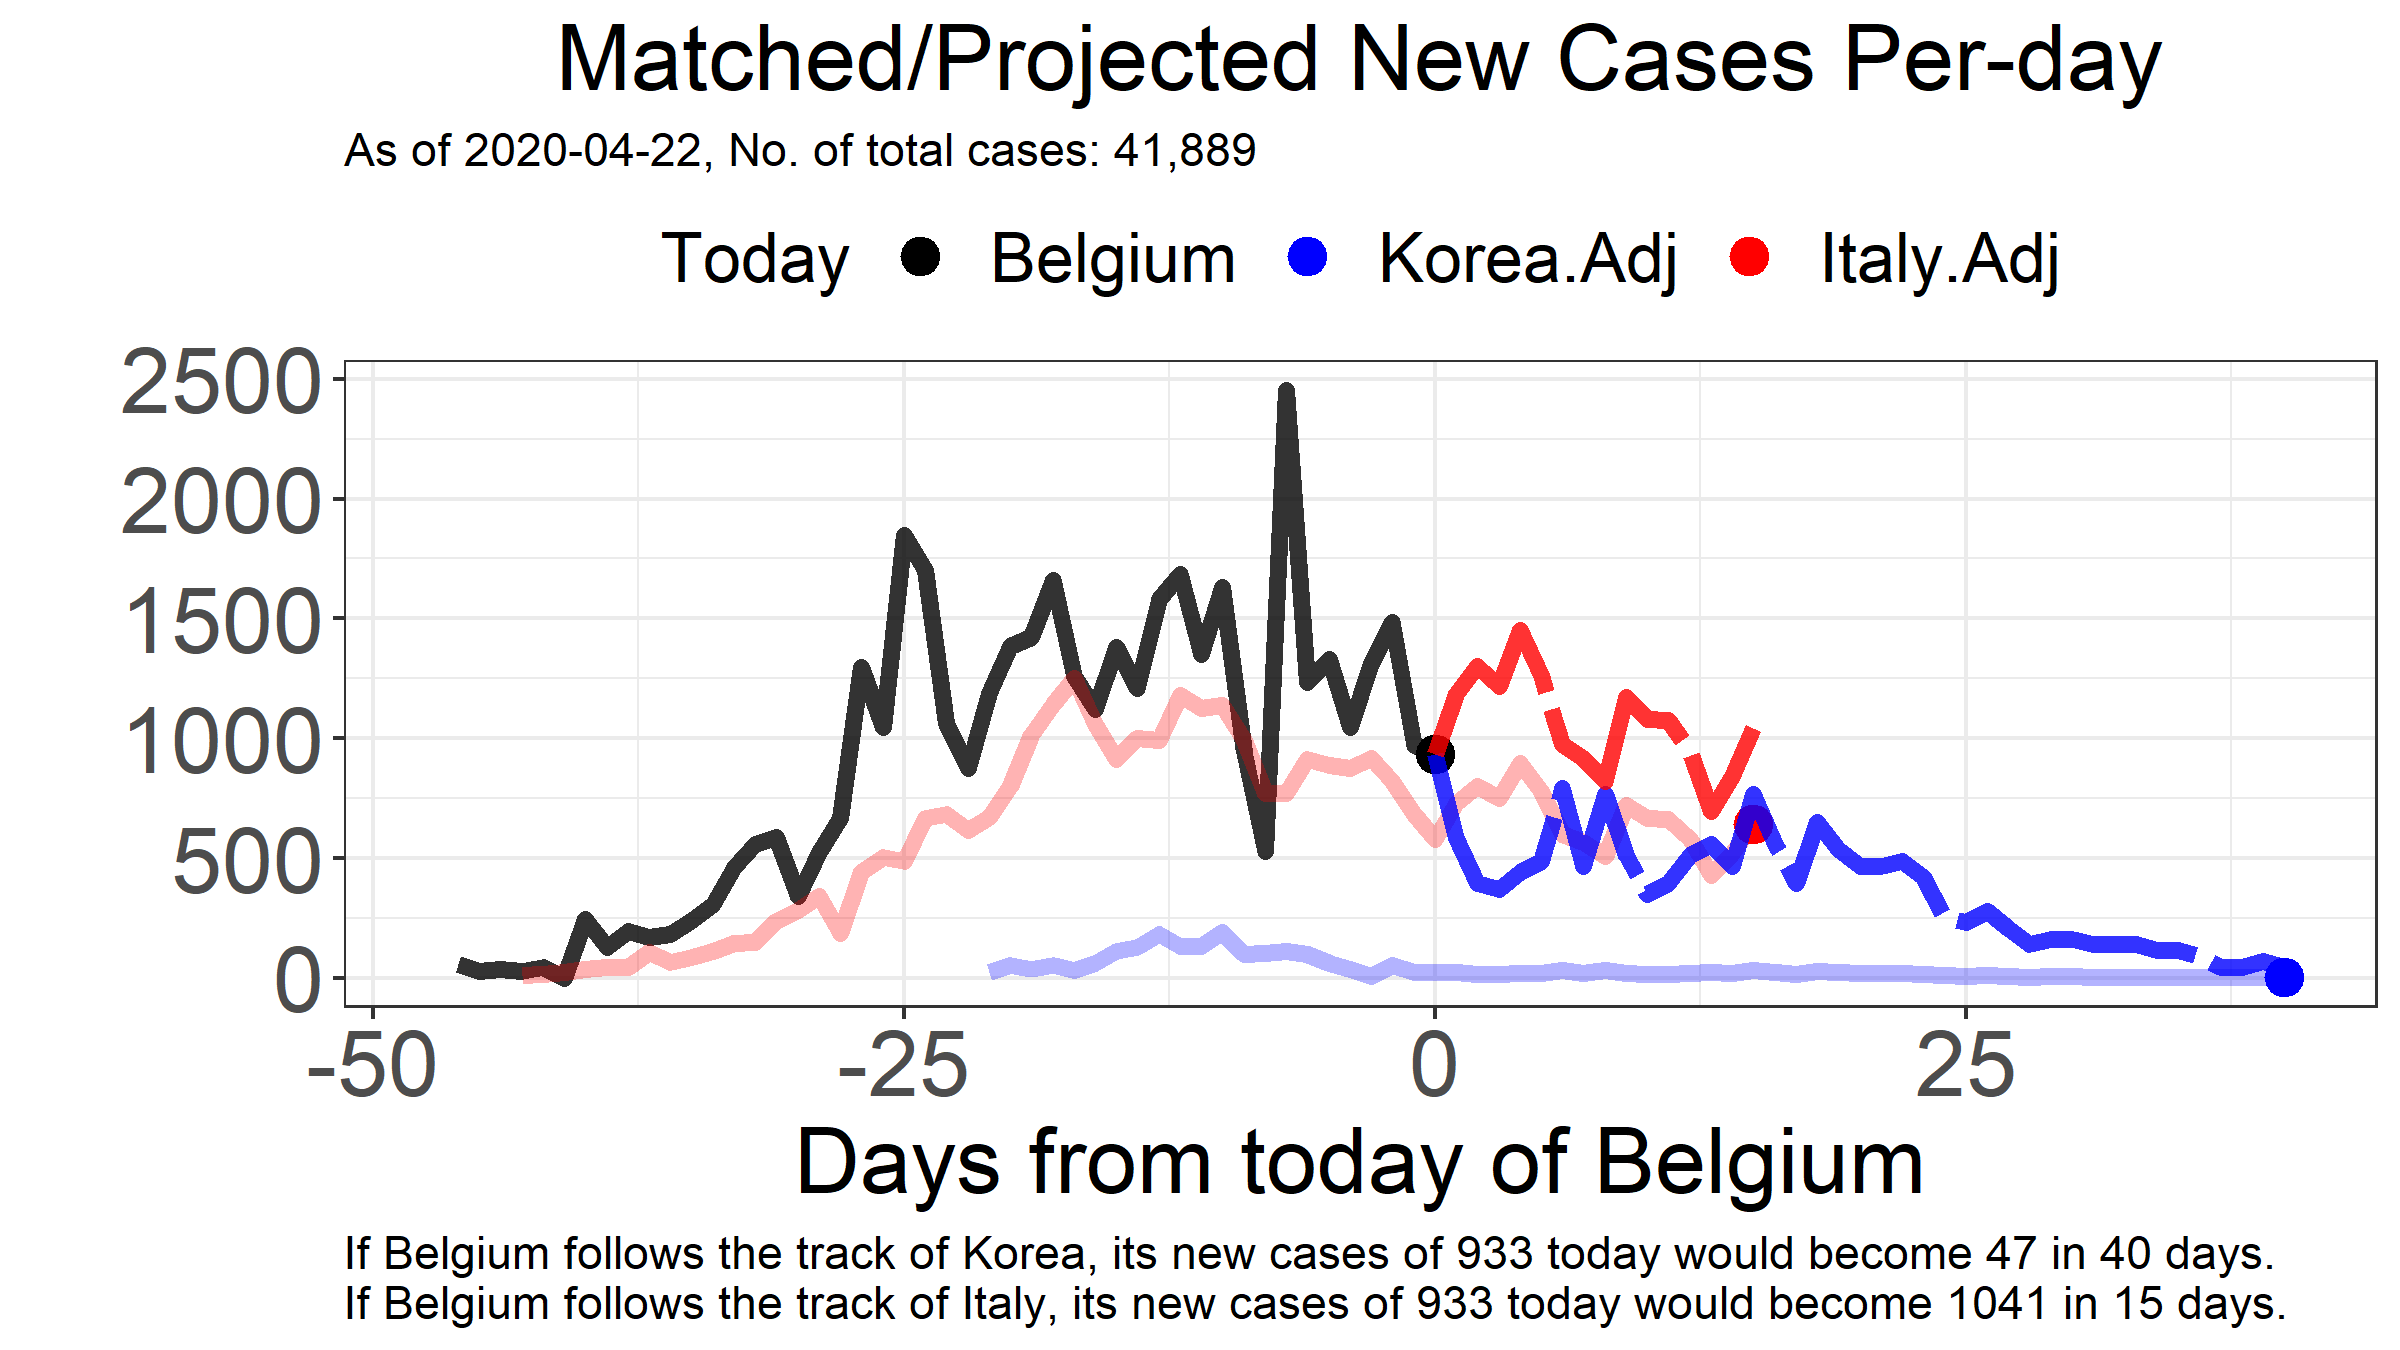 Matched/Projected New Cases Per-day
As of 2020-04-22, No. of total cases: 41,889
Today Belgium Korea.Adj Italy.Adj
2500
2000
1500
1000
500
0
-50 -25 0 25
Days from today of Belgium
If Belgium follows the track of Korea, its new cases of 933 today would become 47 in 40 days.
If Belgium follows the track of Italy, its new cases of 933 today would become 1041 in 15 days.